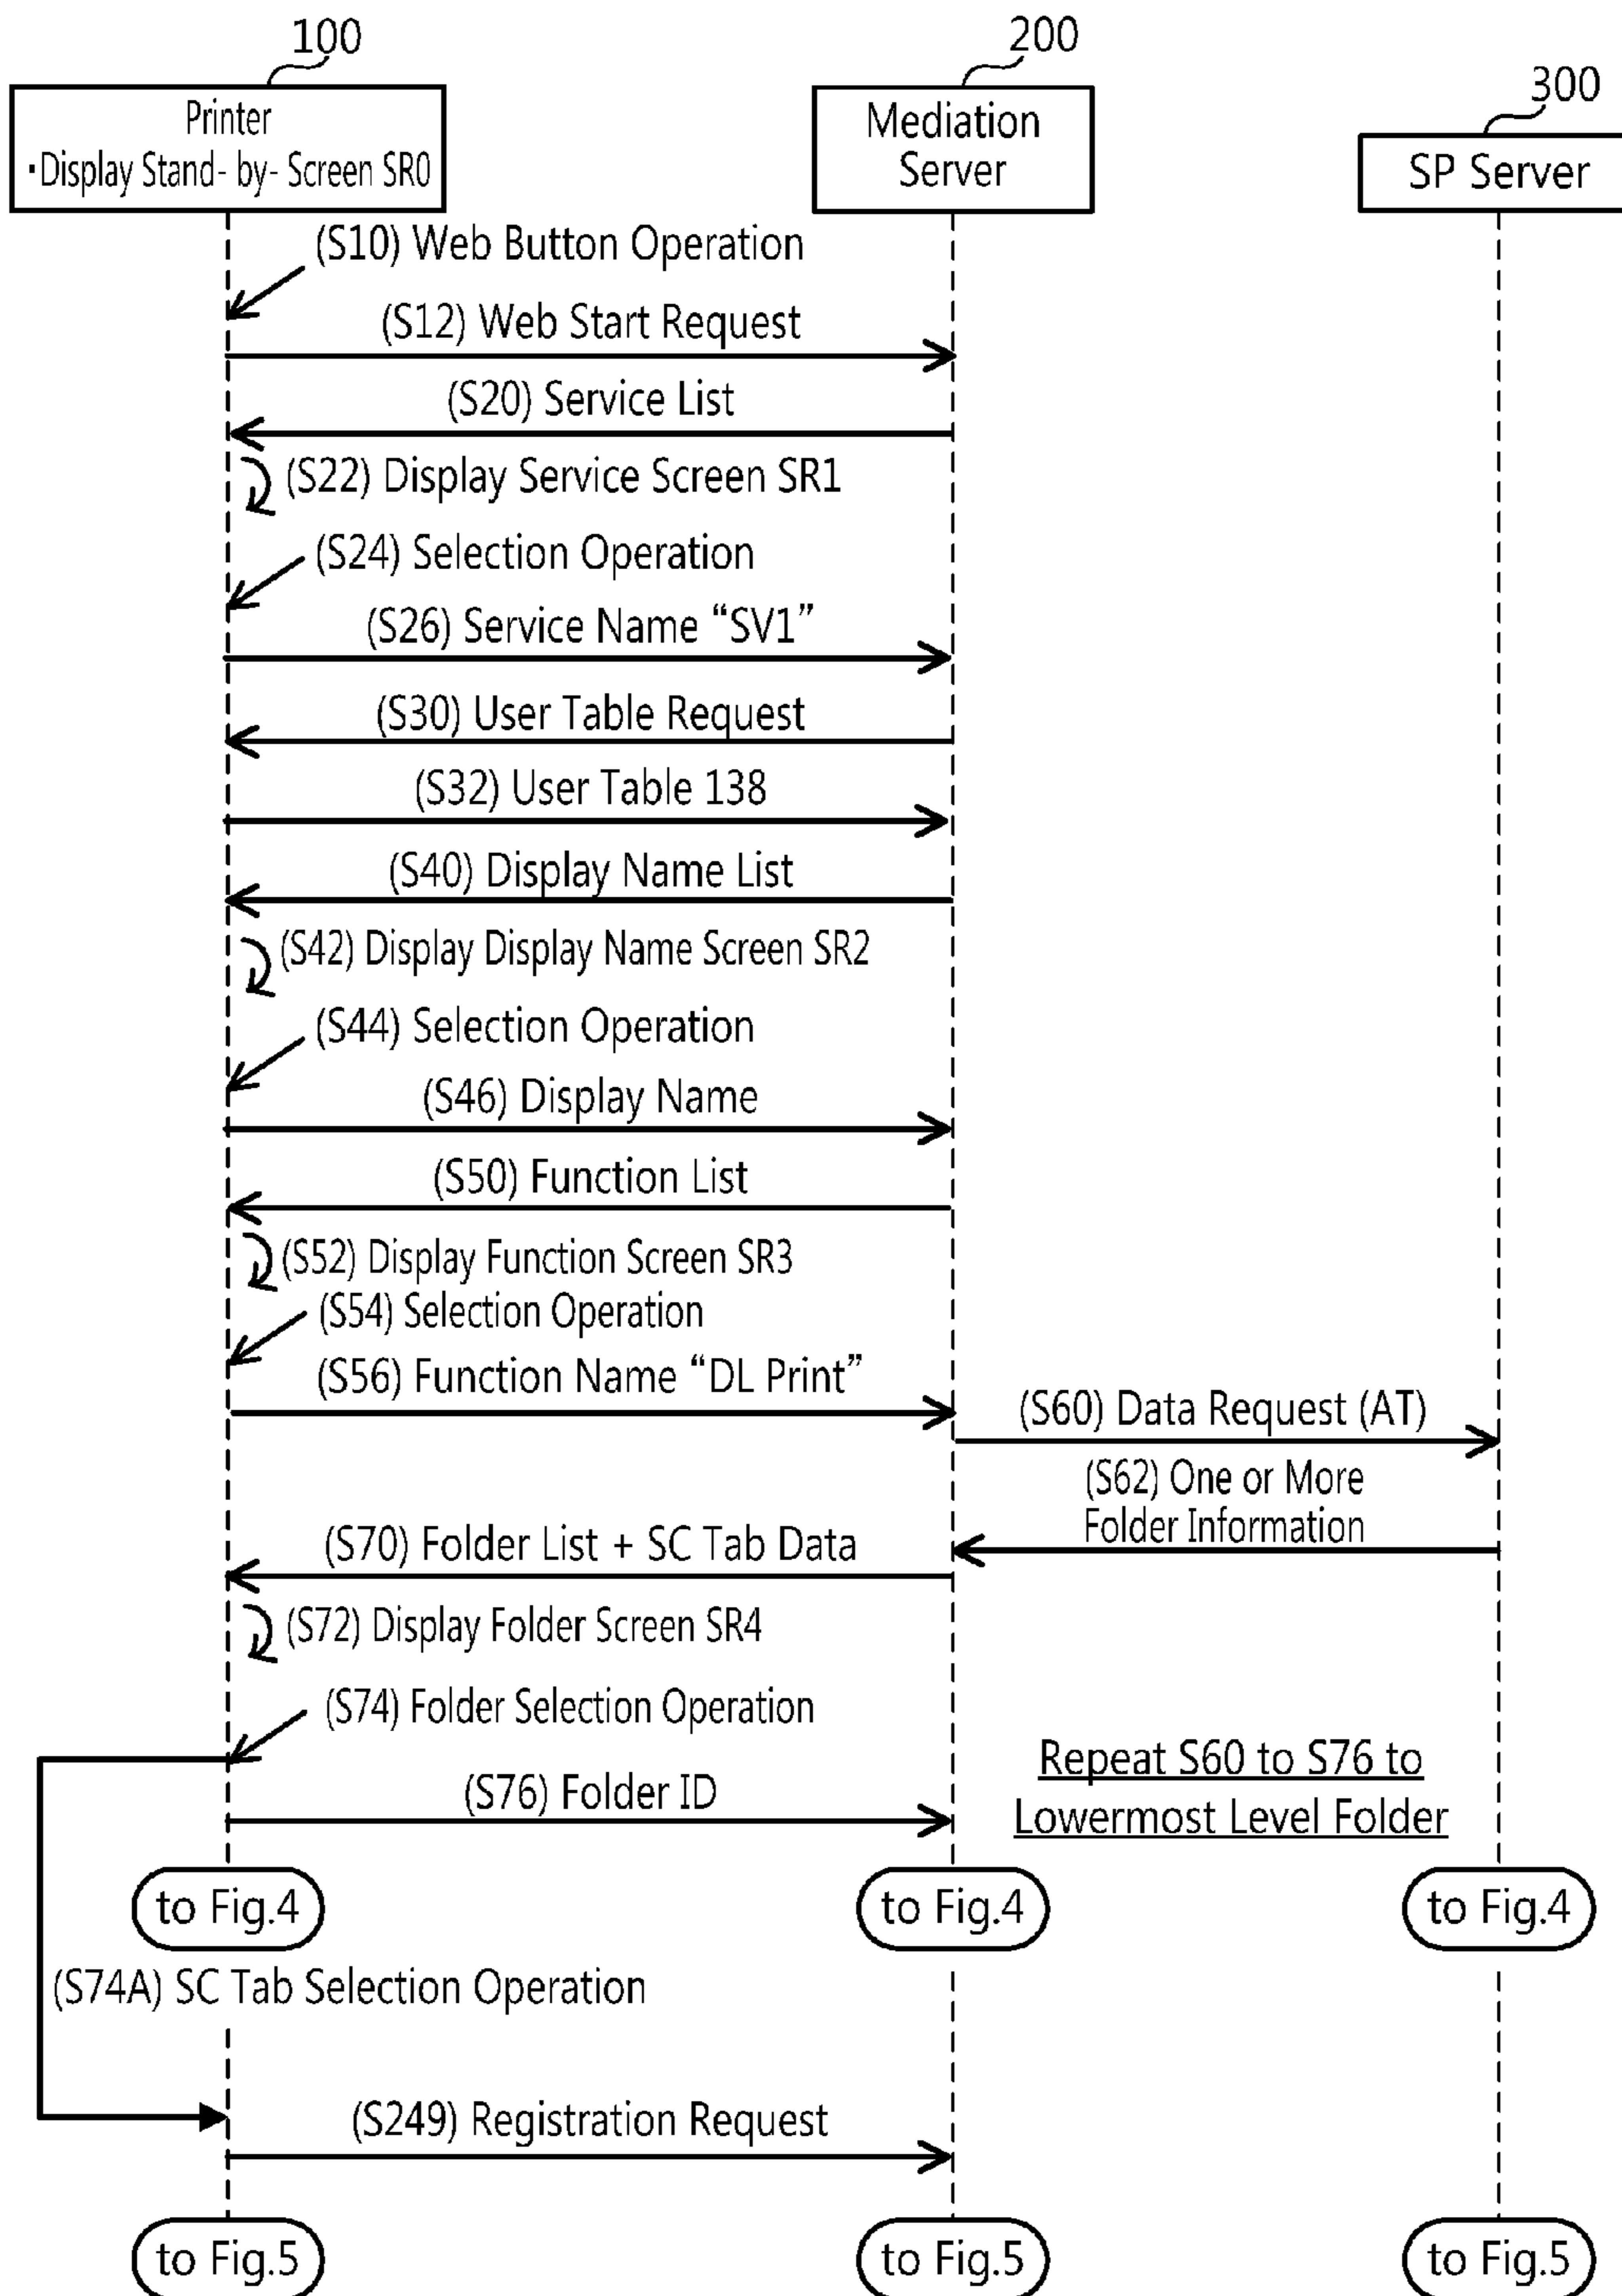 100
200
300
Printer
・Display Stand- by- Screen SR0
Mediation
Server
SP Server
(S10) Web Button Operation
(S12) Web Start Request
(S20) Service List
(S22) Display Service Screen SR1
(S24) Selection Operation
(S26) Service Name “SV1”
(S30) User Table Request
(S32) User Table 138
(S40) Display Name List
(S42) Display Display Name Screen SR2
(S44) Selection Operation
(S46) Display Name
(S50) Function List
(S52) Display Function Screen SR3
(S54) Selection Operation
(S56) Function Name “DL Print”
(S60) Data Request (AT)
(S62) One or More
Folder Information
(S70) Folder List + SC Tab Data
(S72) Display Folder Screen SR4
(S74) Folder Selection Operation
(S76) Folder ID
Repeat S60 to S76 to
Lowermost Level Folder
to Fig.4
to Fig.4
to Fig.4
(S74A) SC Tab Selection Operation
(S249) Registration Request
to Fig.5
to Fig.5
to Fig.5